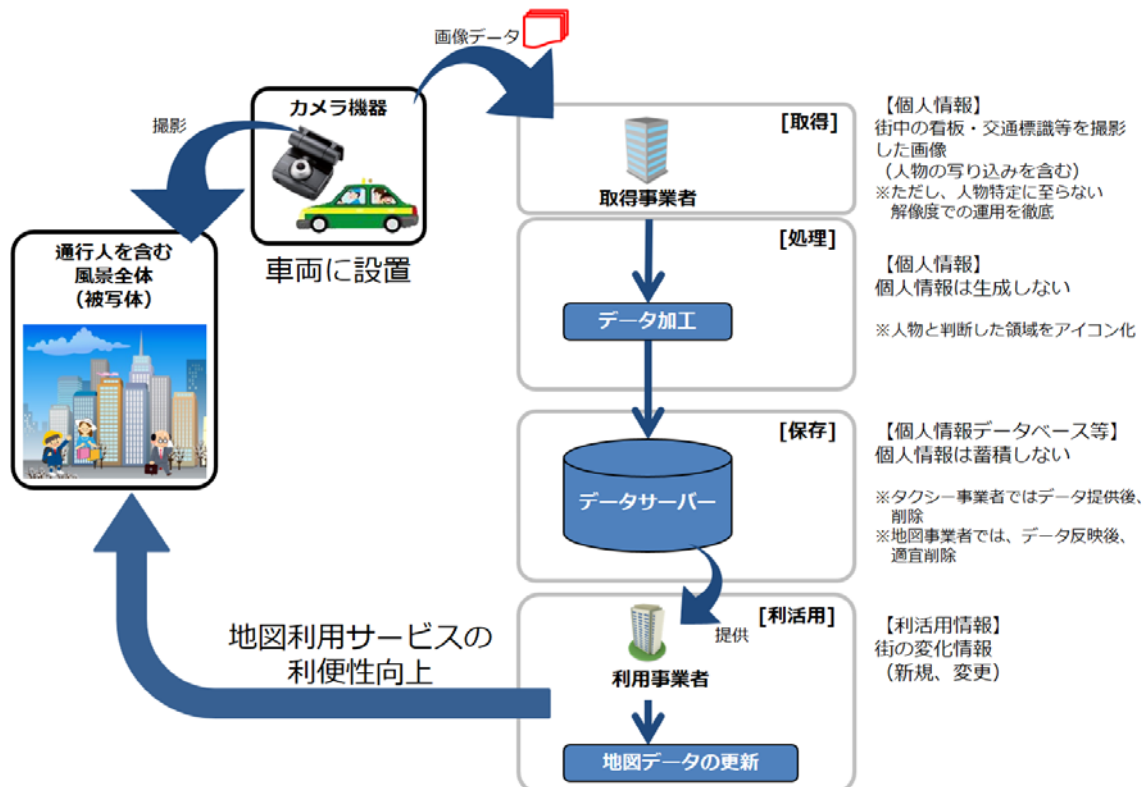 画像データ
カメラ機器
撮影
車両に設置
通行人を含む
風景全体
(被写体)
[取得]
取得事業者
【個人情報】
街中の看板・交通標識等を撮影
した画像
（人物の写り込みを含む）
※ただし、人物特定に至らない
解像度での運用を徹底
[処理]
データ加工
【個人情報】
個人情報は生成しない
※人物と判断した領域をアイコン化
[保存]
データサーバー
【個人情報データベース等】
個人情報は蓄積しない
※タクシー事業者ではデータ提供後、
削除
※地図事業者では、データ反映後、
適宜削除
[利活用]
提供
利用事業者
地図データの更新
【利活用情報】
街の変化情報
（新規、変更）
地図利用サービスの
利便性向上